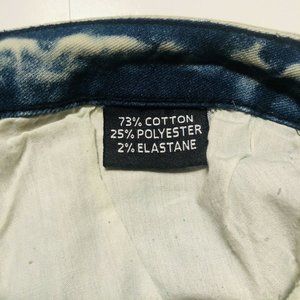 73% COTTON
25% POLYESTER
2% ELASTANE